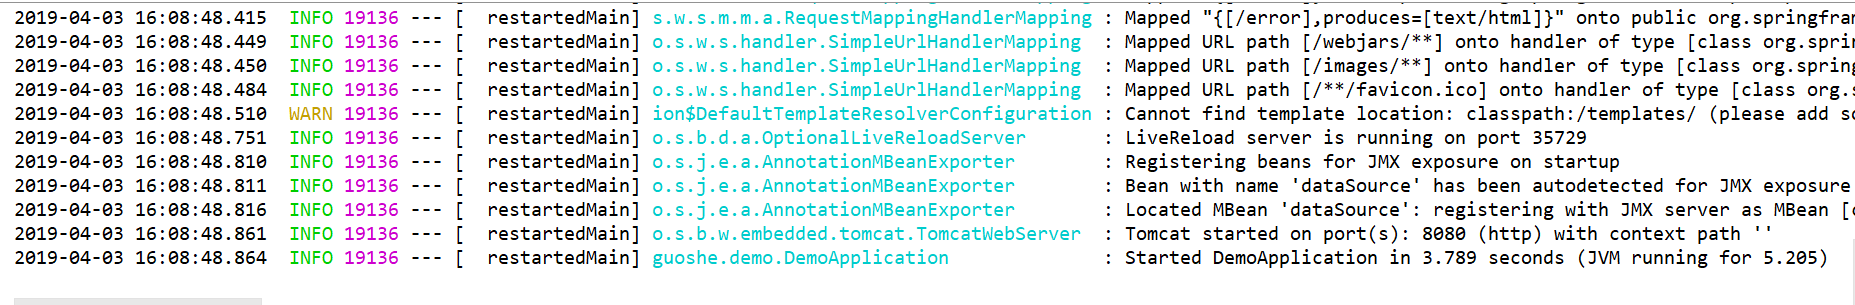 2019-04-03 16:08:48.415  INFO 19136 --- [  restartedMain] s.w.s.m.m.a.RequestMappingHandlerMapping : Mapped "{[/error],produces=[text/html]}" onto public org.springfran
2019-04-03 16:08:48.449  INFO 19136 --- [  restartedMain] o.s.w.s.handler.SimpleUrlHandlerMapping  : Mapped URL path [/webjars/**] onto handler of type [class org.sprin
2019-04-03 16:08:48.450  INFO 19136 --- [  restartedMain] o.s.w.s.handler.SimpleUrlHandlerMapping  : Mapped URL path [/images/**] onto handler of type [class org.spring
2019-04-03 16:08:48.484  INFO 19136 --- [  restartedMain] o.s.w.s.handler.SimpleUrlHandlerMapping  : Mapped URL path [/**/favicon.ico] onto handler of type [class org.s
2019-04-03 16:08:48.510  WARN 19136 --- [  restartedMain] ion$DefaultTemplateResolverConfiguration : Cannot find template location: classpath:/templates/ (please add so
2019-04-03 16:08:48.751  INFO 19136 --- [  restartedMain] o.s.b.d.a.OptionalLiveReloadServer       : LiveReload server is running on port 35729
2019-04-03 16:08:48.810  INFO 19136 --- [  restartedMain] o.s.j.e.a.AnnotationMBeanExporter        : Registering beans for JMX exposure on startup
2019-04-03 16:08:48.811  INFO 19136 --- [  restartedMain] o.s.j.e.a.AnnotationMBeanExporter        : Bean with name 'dataSource' has been autodetected for JMX exposure
2019-04-03 16:08:48.816  INFO 19136 --- [  restartedMain] o.s.j.e.a.AnnotationMBeanExporter        : Located MBean 'dataSource': registering with JMX server as MBean [c
2019-04-03 16:08:48.861  INFO 19136 --- [  restartedMain] o.s.b.w.embedded.tomcat.TomcatWebServer  : Tomcat started on port(s): 8080 (http) with context path ''
2019-04-03 16:08:48.864  INFO 19136 --- [  restartedMain] guoshe.demo.DemoApplication              : Started DemoApplication in 3.789 seconds (JVM running for 5.205)